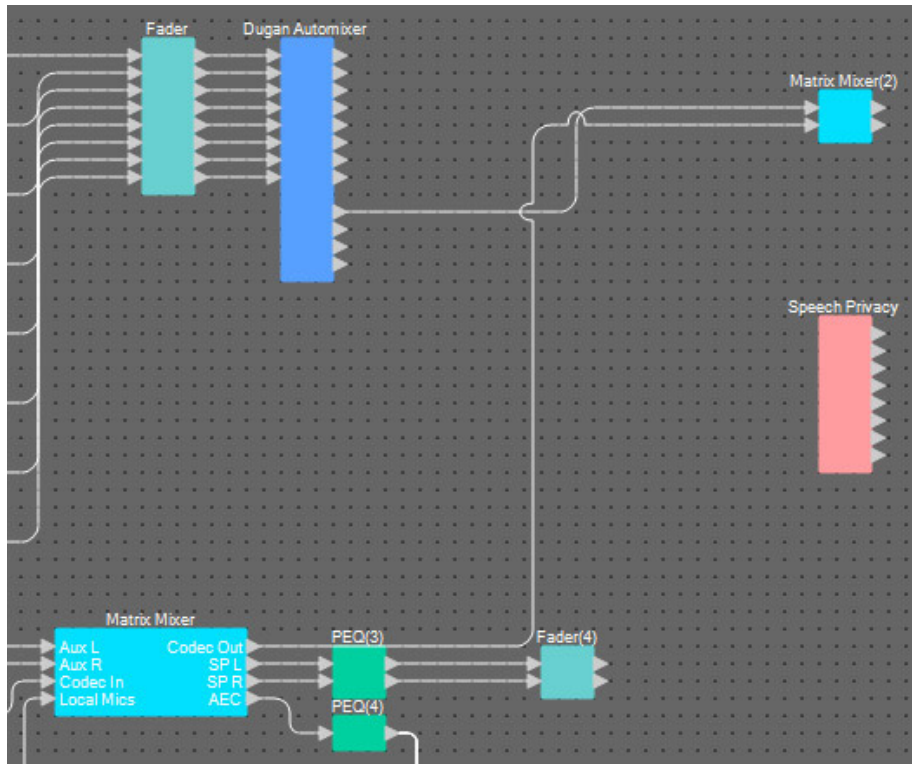 Fader
Dugan Automixer
Matrix Mixer(2)
Speech Privacy
Matrix Mixer
Aux L
Codec Out
Aux R
SP L
Codec In
SP R
Local Mics
AEC
PEQ(3)
Fader(4)
PEQ(4)